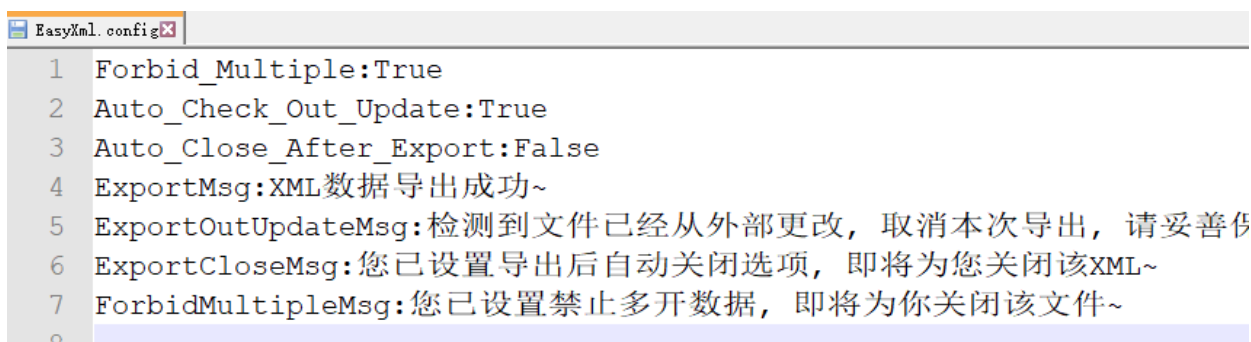 EasyXml.config
1 Forbid_Multiple:True
2 Auto_Check_Out_Update:True
3 Auto_Close_After_Export:False
4 ExportMsg:XML数据导出成功~
5 ExportOutUpdateMsg:检测到文件已经从外部更改, 取消本次导出, 请妥善保
6 ExportCloseMsg:您已设置导出后自动关闭选项, 即将为您关闭该XML~
7 ForbidMultipleMsg:您已设置禁止多开数据, 即将为你关闭该文件~
8